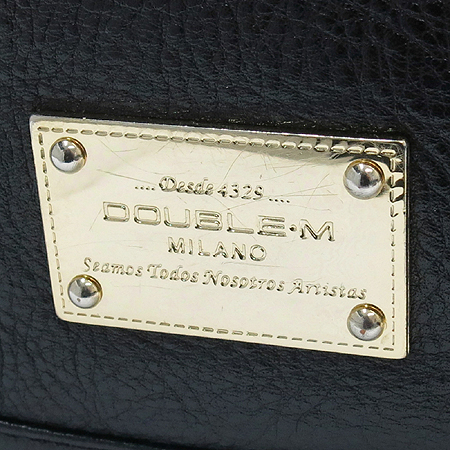 .... Desde 4329 ....
DOUBLE·M
MILANO
Seamos Todos Nosotros Artistas